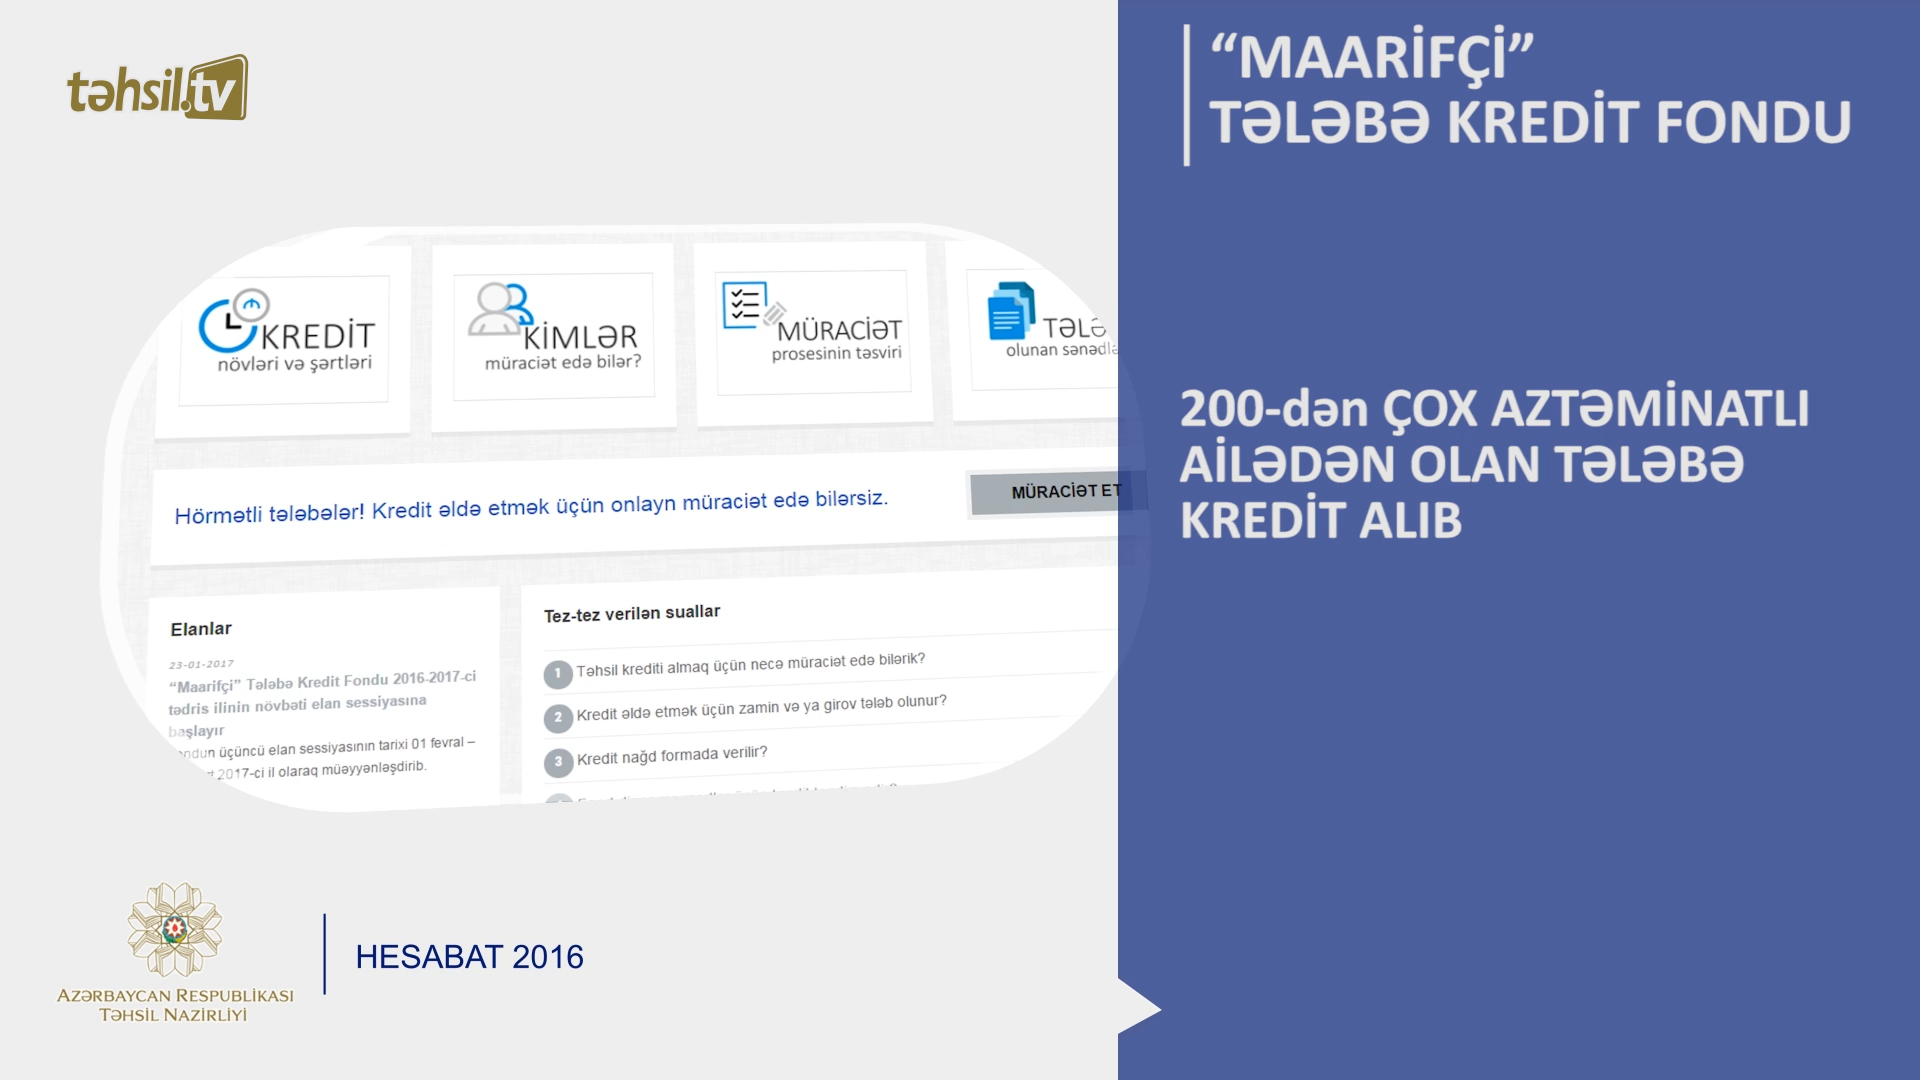 təhsil.tv
“MAARİFÇİ”
TƏLƏBƏ KREDİT FONDU
KREDİT
növləri və şərtləri
KİMLƏR
müraciət edə bilər?
MÜRACİƏT
prosesinin təsviri
olunan
Hörmətli tələbələr! Kredit əldə etmək üçün onlayn müraciət edə bilərsiz.
MÜRACİƏT ET
200-dən ÇOX AZTƏMİNATLI
AİLƏDƏN OLAN TƏLƏBƏ
KREDİT ALIB
Elanlar
23-01-2017
“Maarifçi” Tələbə Kredit Fondu 2016-2017-ci
tədris ilinin növbəti elan sessiyasına
başlayır
üçüncü elan sessiyasının tarixi 01 fevral –
2017-ci il olaraq müəyyənləşdirib.
Tez-tez verilən suallar
1 Təhsil krediti almaq üçün necə müraciət edə bilərik?
2 Kredit əldə etmək üçün zamin və ya girov tələb olunur?
3 Kredit nağd formada verilir?
AZƏRBAYCAN RESPUBLİKASI
TƏHSİL NAZİRLİYİ
HESABAT 2016